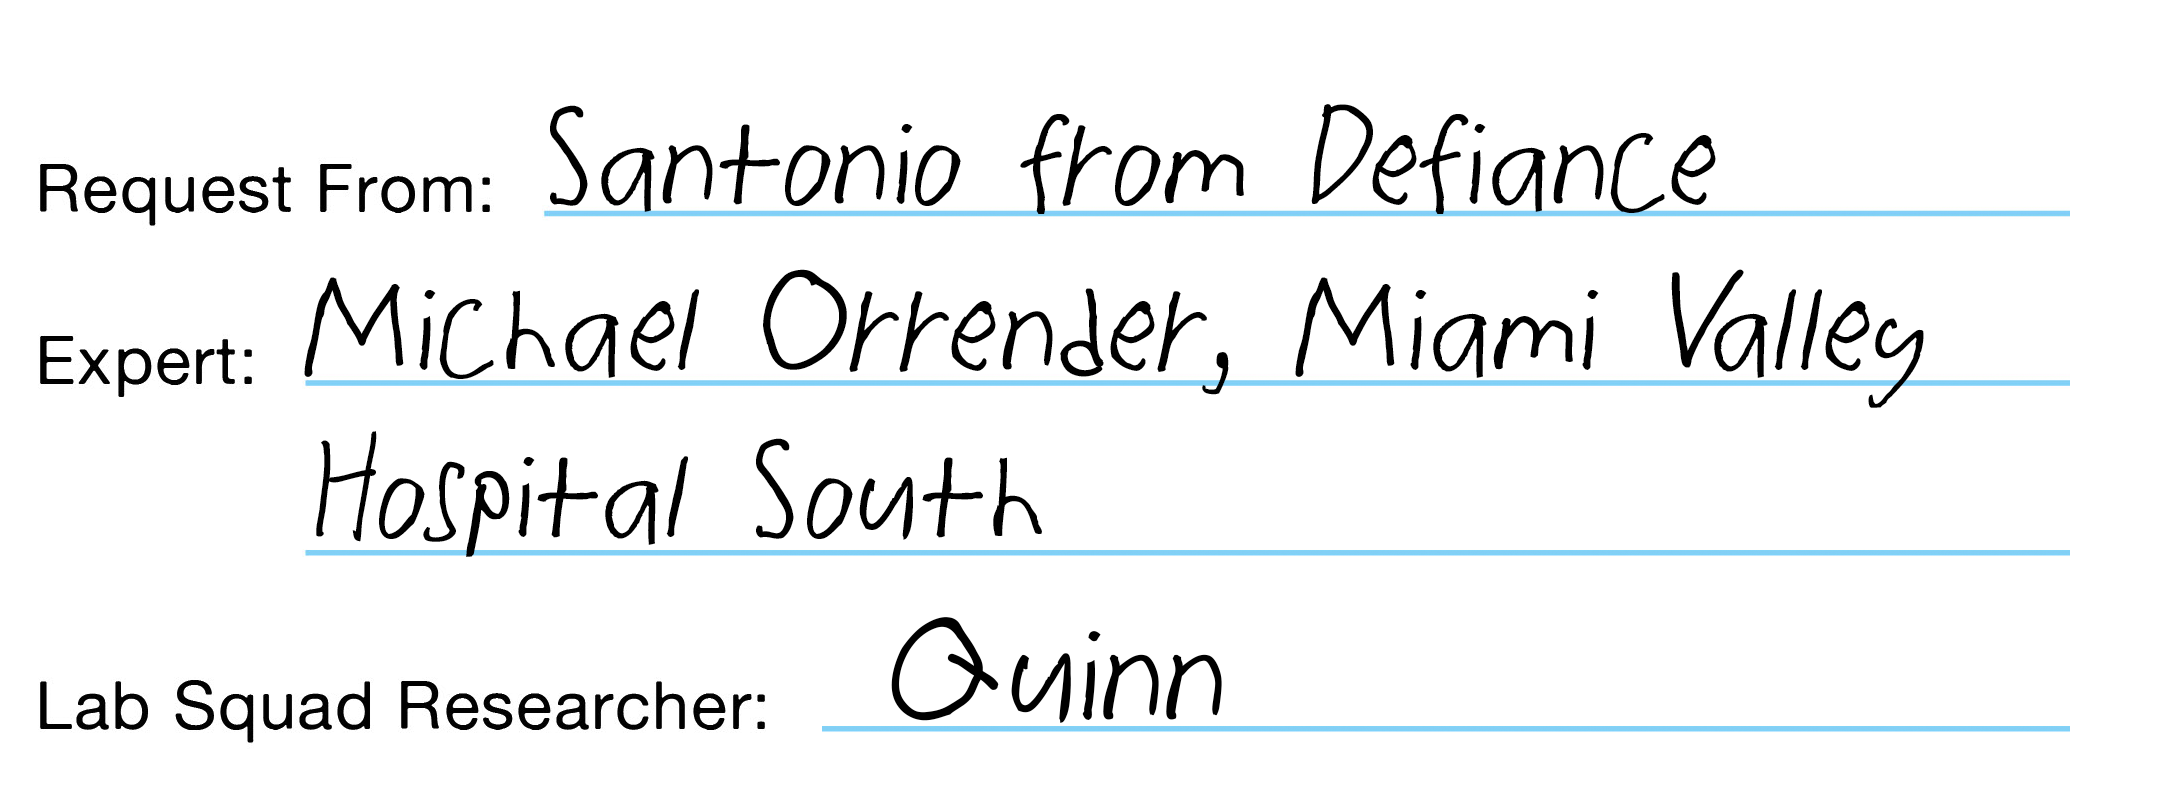 Request From: Santonio from Defiance
Expert: Michael Orrender, Miami Valley
Hospital South
Lab Squad Researcher: Quinn